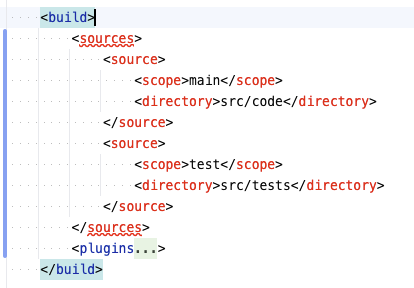 <build>
<sources>
<source>
<scope>main</scope>
<directory>src/code</directory>
</source>
<source>
<scope>test</scope>
<directory>src/tests</directory>
</source>
</sources>
<plugins...>
</build>